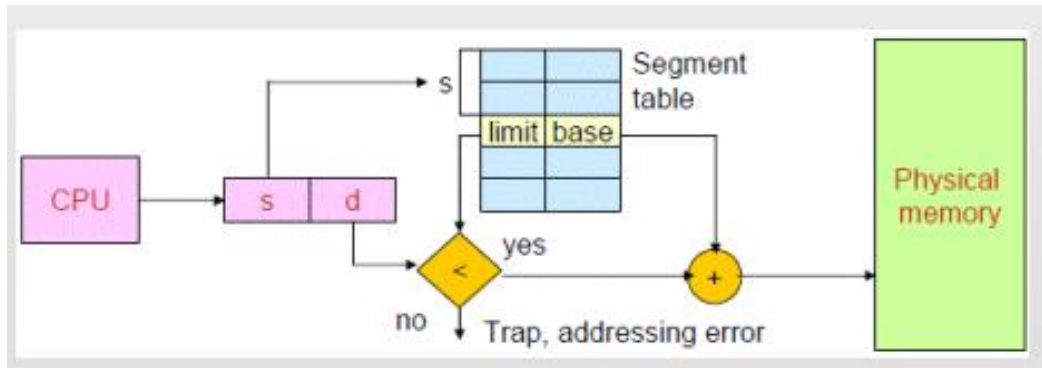 s
Segment
table
limit base
CPU
s d
Physical
memory
<
yes
+
no
Trap, addressing error